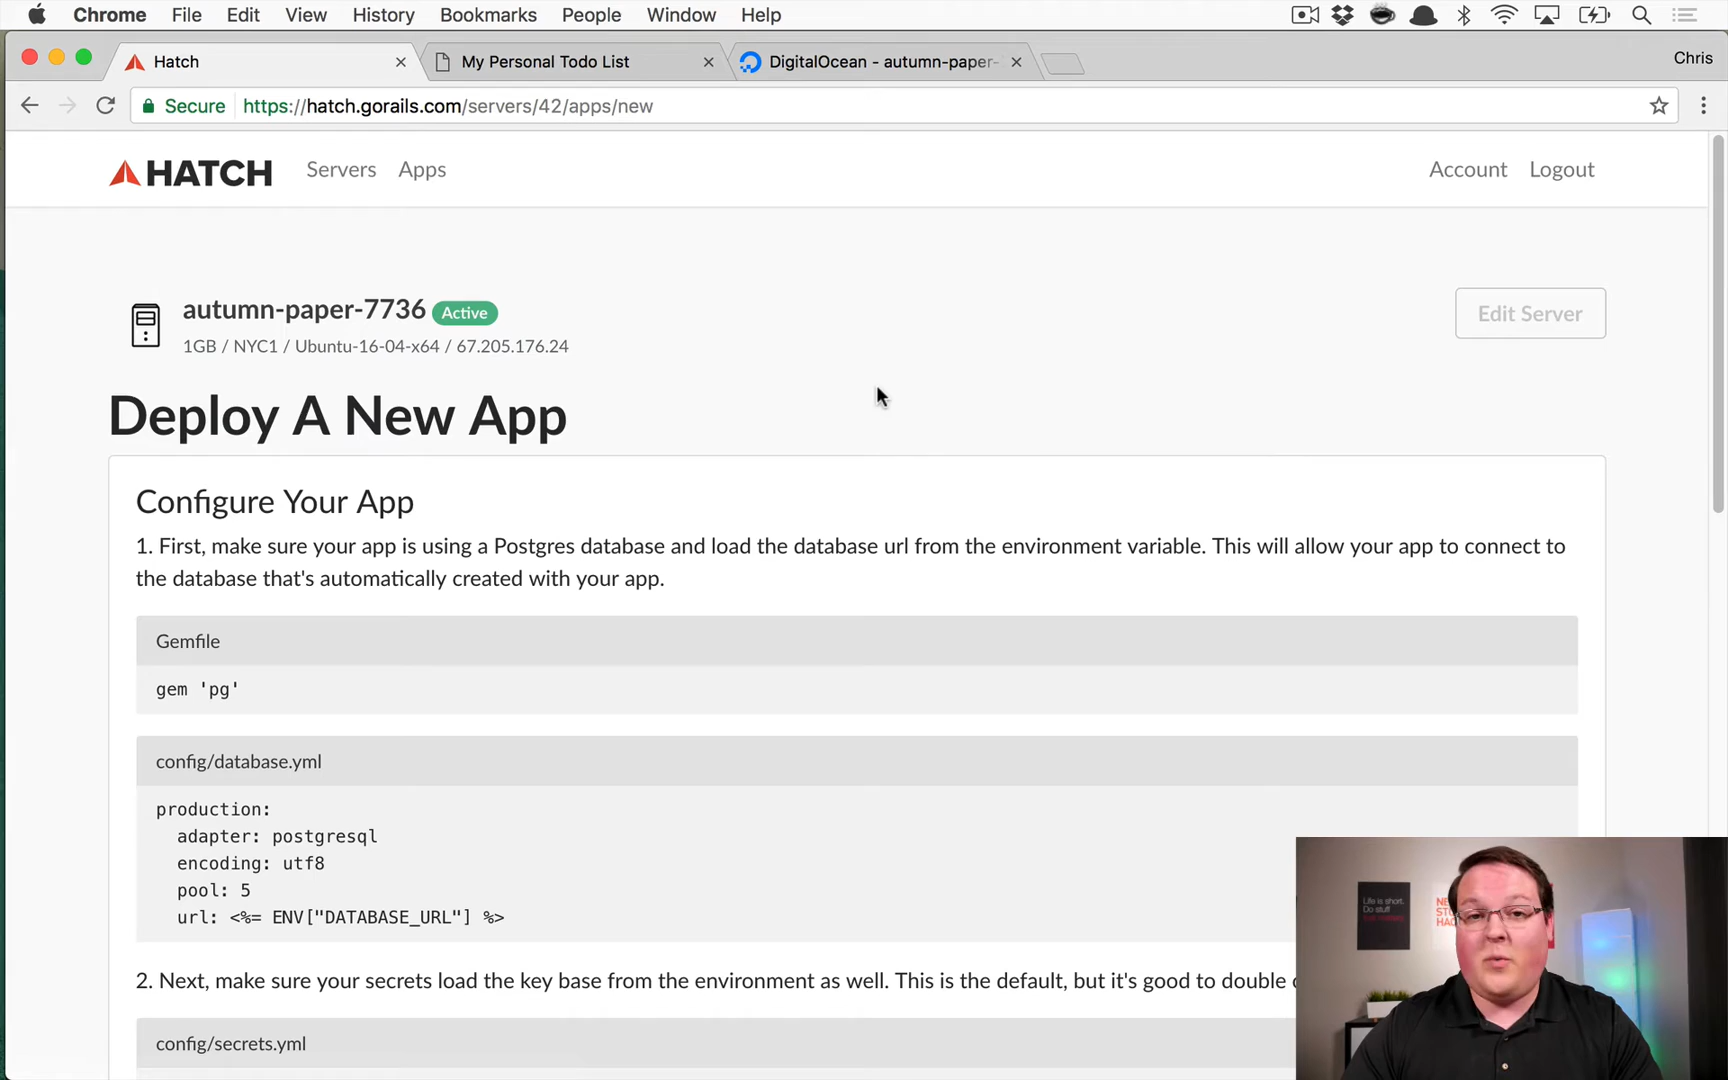 Chrome File Edit View History Bookmarks People Window Help
Hatch
My Personal Todo List
DigitalOcean - autumn-paper-
Chris
Secure https://hatch.gorails.com/servers/42/apps/new
HATCH Servers Apps Account Logout
autumn-paper-7736 Active
1GB / NYC1 / Ubuntu-16-04-x64 / 67.205.176.24
Edit Server
Deploy A New App
Configure Your App
1. First, make sure your app is using a Postgres database and load the database url from the environment variable. This will allow your app to connect to
the database that's automatically created with your app.
Gemfile
gem 'pg'
config/database.yml
production:
adapter: postgresql
encoding: utf8
pool: 5
url: <%= ENV["DATABASE_URL"] %>
2. Next, make sure your secrets load the key base from the environment as well. This is the default, but it's good to double
config/secrets.yml
Life is short.
Do stuff